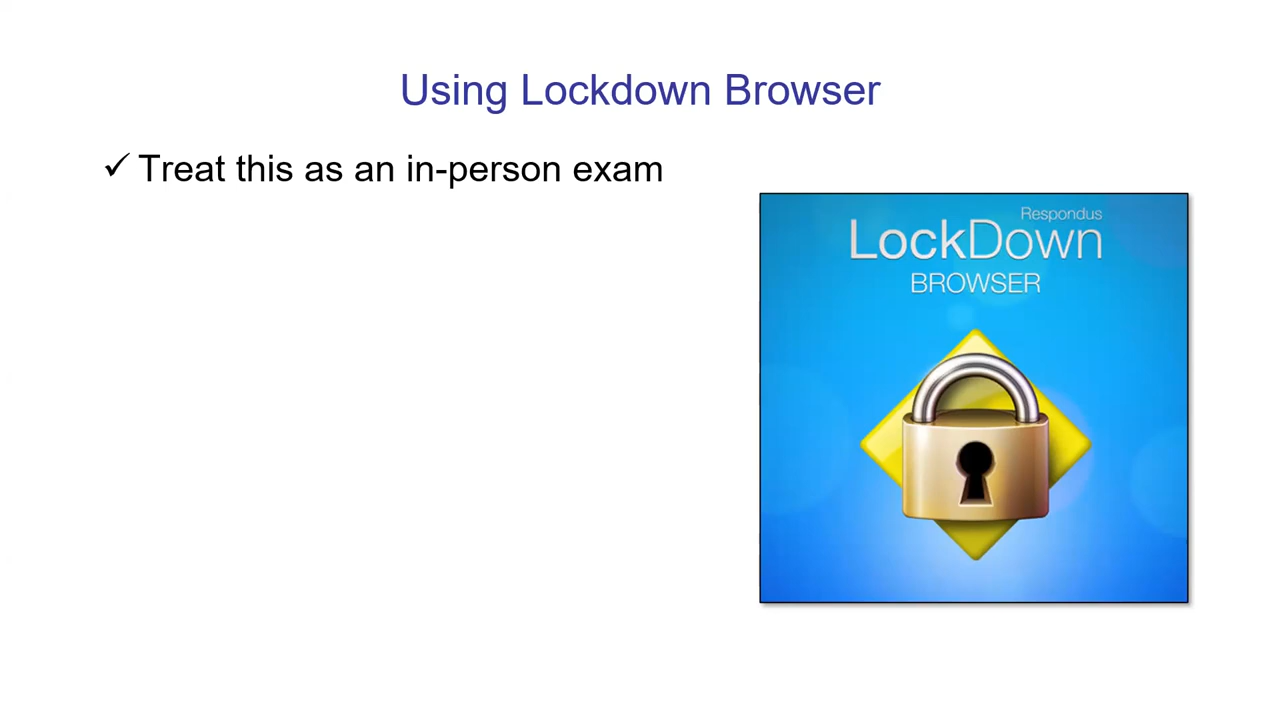 Using Lockdown Browser
✓ Treat this as an in-person exam
Respondus
LockDown
BROWSER